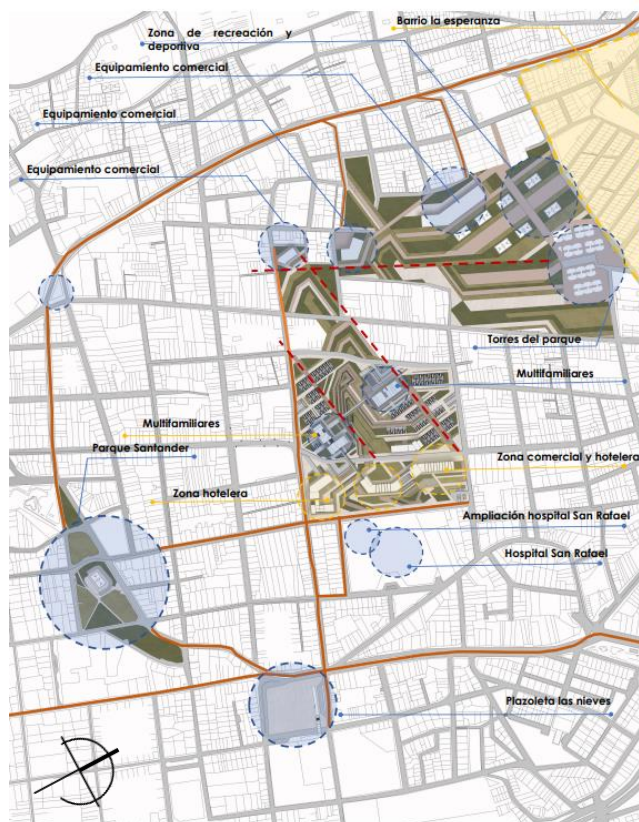 Barrio la esperanza
Zona de recreación y
deportiva
Equipamiento comercial
Equipamiento comercial
Equipamiento comercial
Torres del parque
Multifamiliares
Multifamiliares
Parque Santander
Zona comercial y hotelera
Zona hotelera
Ampliación hospital San Rafael
Hospital San Rafael
Plazoleta las nieves